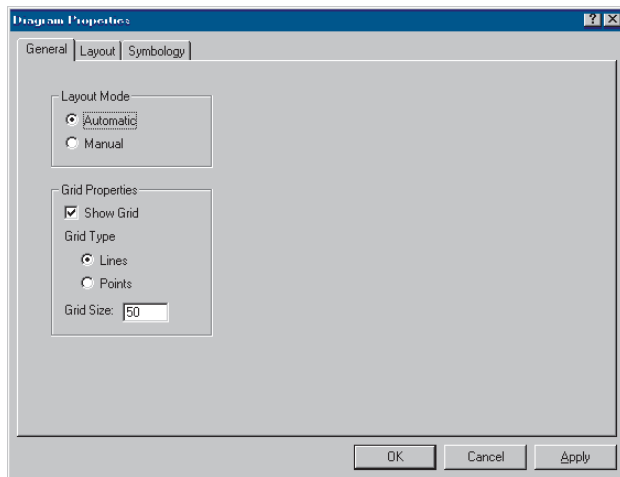 Diagram Properties
General Layout Symbology
Layout Mode
Automatic
Manual
Grid Properties
Show Grid
Grid Type
Lines
Points
Grid Size: 50
OK Cancel Apply